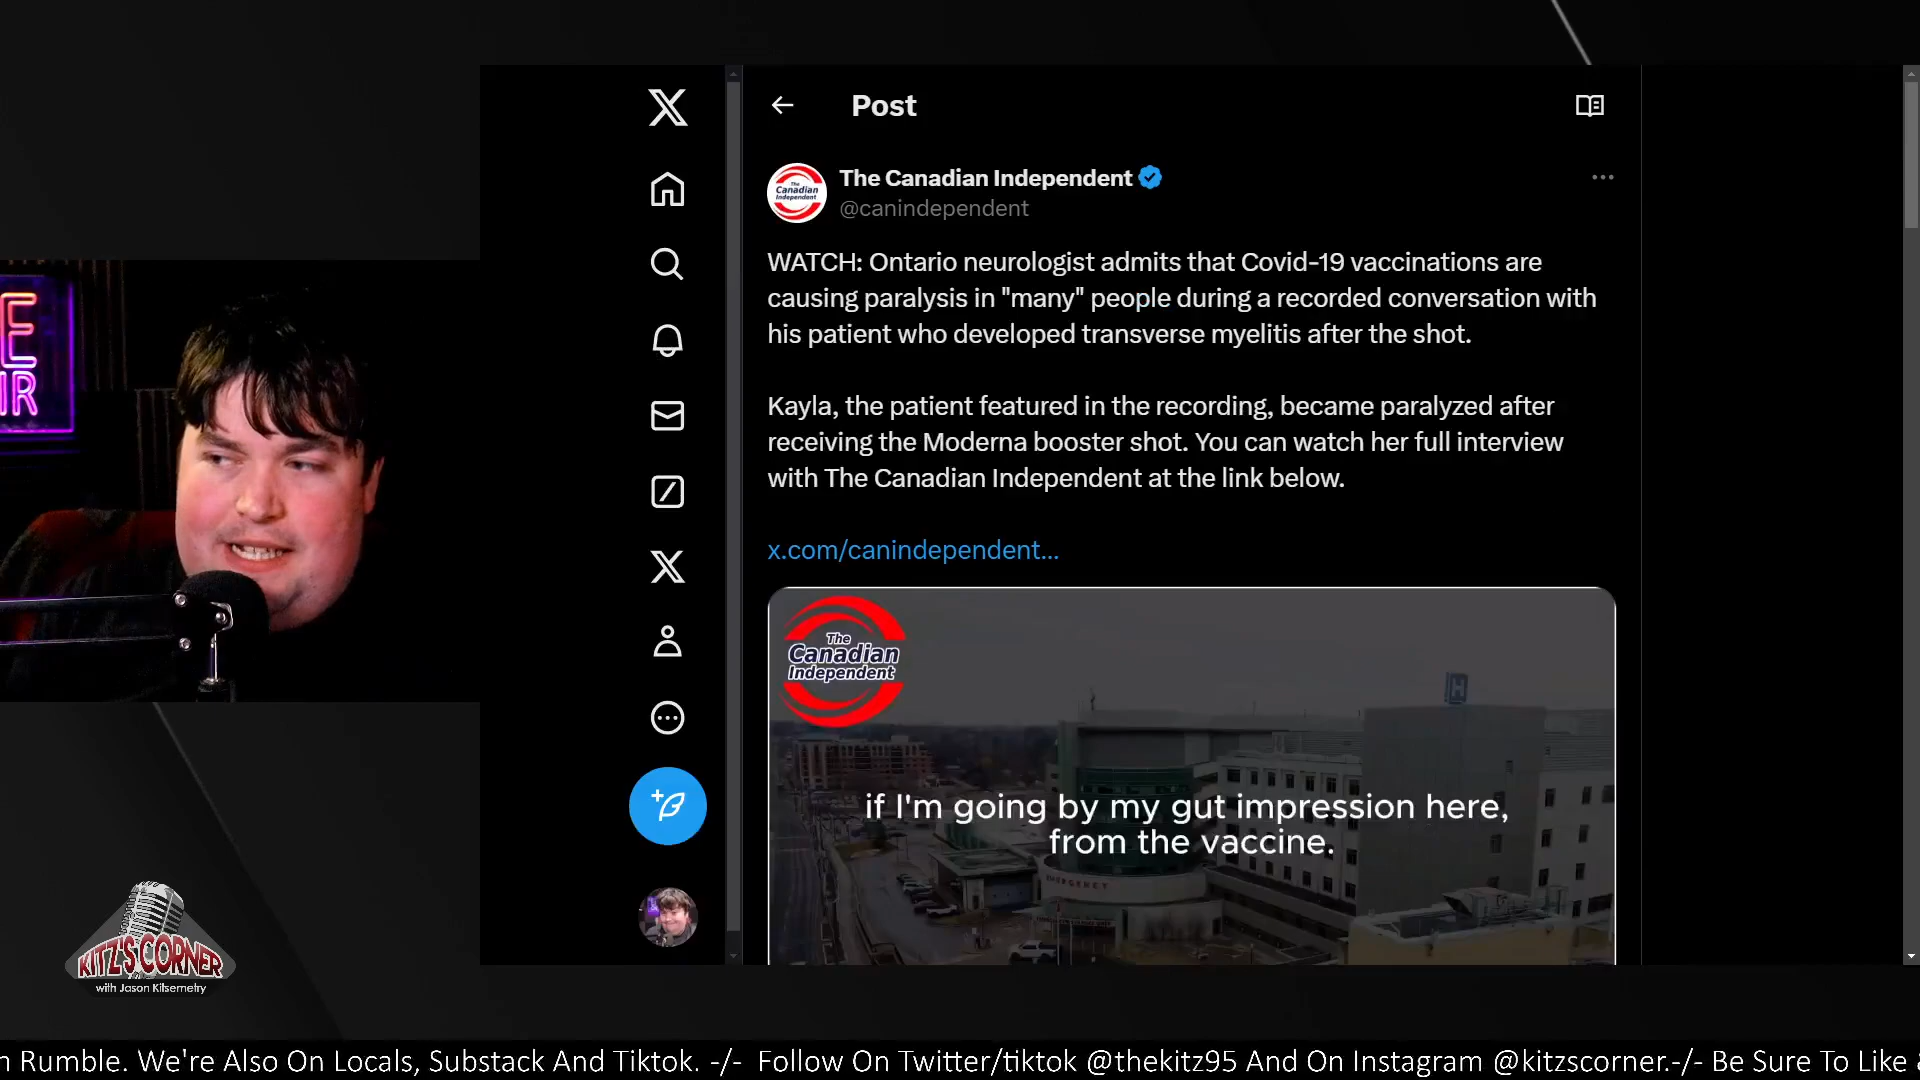 Post
The Canadian Independent
@canindependent
WATCH: Ontario neurologist admits that Covid-19 vaccinations are
causing paralysis in "many" people during a recorded conversation with
his patient who developed transverse myelitis after the shot.
Kayla, the patient featured in the recording, became paralyzed after
receiving the Moderna booster shot. You can watch her full interview
with The Canadian Independent at the link below.
x.com/canindependent...
The
Canadian
Independent
if I'm going by my gut impression here,
from the vaccine.
H
EMERGENCY
KITZ'S CORNER
with Jason Kitsemetry
Rumble. We're Also On Locals, Substack And Tiktok. -/- Follow On Twitter/tiktok @thekitz95 And On Instagram @kitzscorner.-/- Be Sure To Like